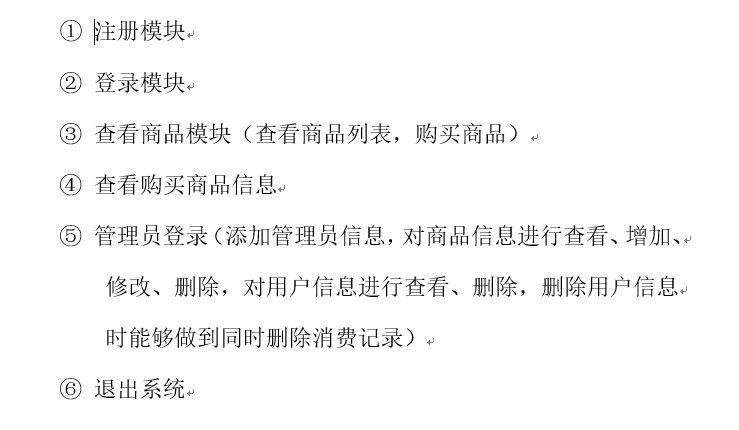 ① 注册模块
② 登录模块
③ 查看商品模块（查看商品列表，购买商品）
④ 查看购买商品信息
⑤ 管理员登录（添加管理员信息，对商品信息进行查看、增加、
修改、删除，对用户信息进行查看、删除，删除用户信息
时能够做到同时删除消费记录）
⑥ 退出系统